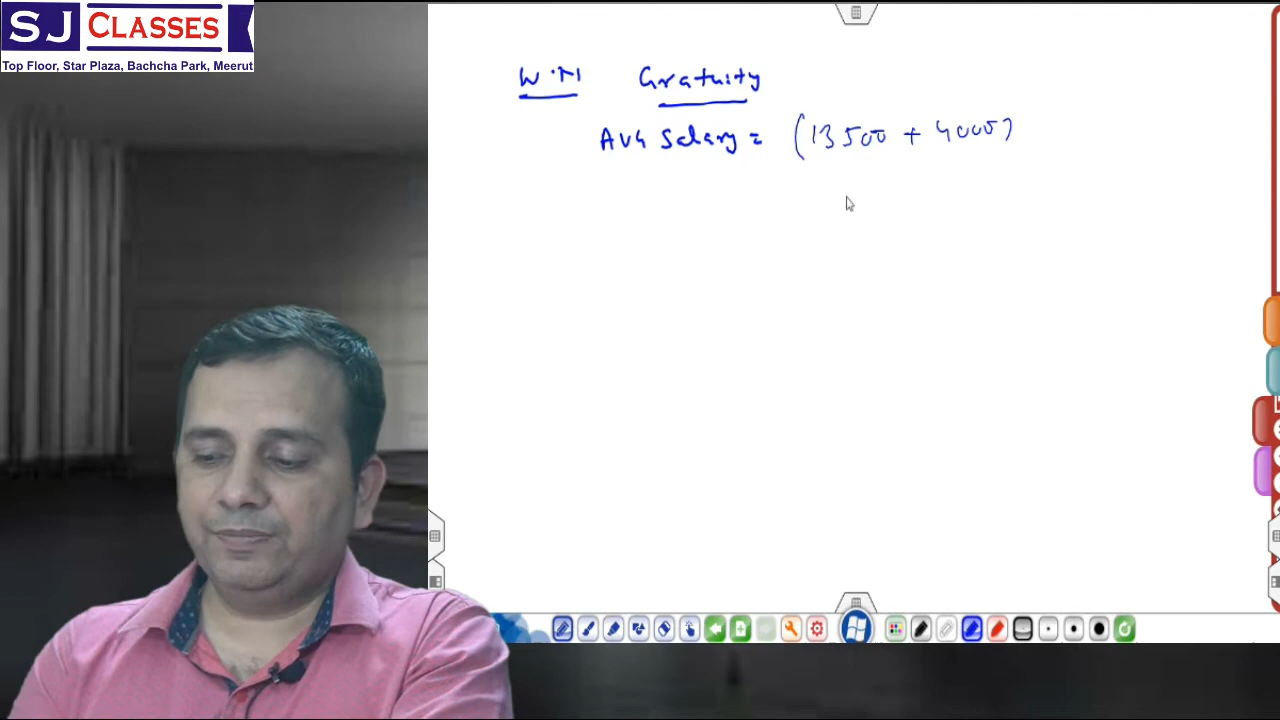 SJ CLASSES
Top Floor, Star Plaza, Bachcha Park, Meerut
W.N Gratuity
Avg Salary = (13500 + 4000)